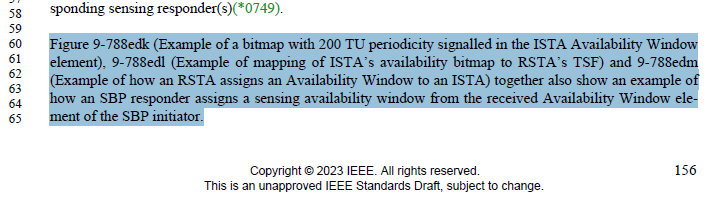 58 sponding sensing responder(s)(*0749).
59
60 Figure 9-788edk (Example of a bitmap with 200 TU periodicity signalled in the ISTA Availability Window
61 element), 9-788edl (Example of mapping of ISTA's availability bitmap to RSTA's TSF) and 9-788edm
62 (Example of how an RSTA assigns an Availability Window to an ISTA) together also show an example of
63 how an SBP responder assigns a sensing availability window from the received Availability Window ele-
64 ment of the SBP initiator.
65
Copyright © 2023 IEEE. All rights reserved. 156
This is an unapproved IEEE Standards Draft, subject to change.